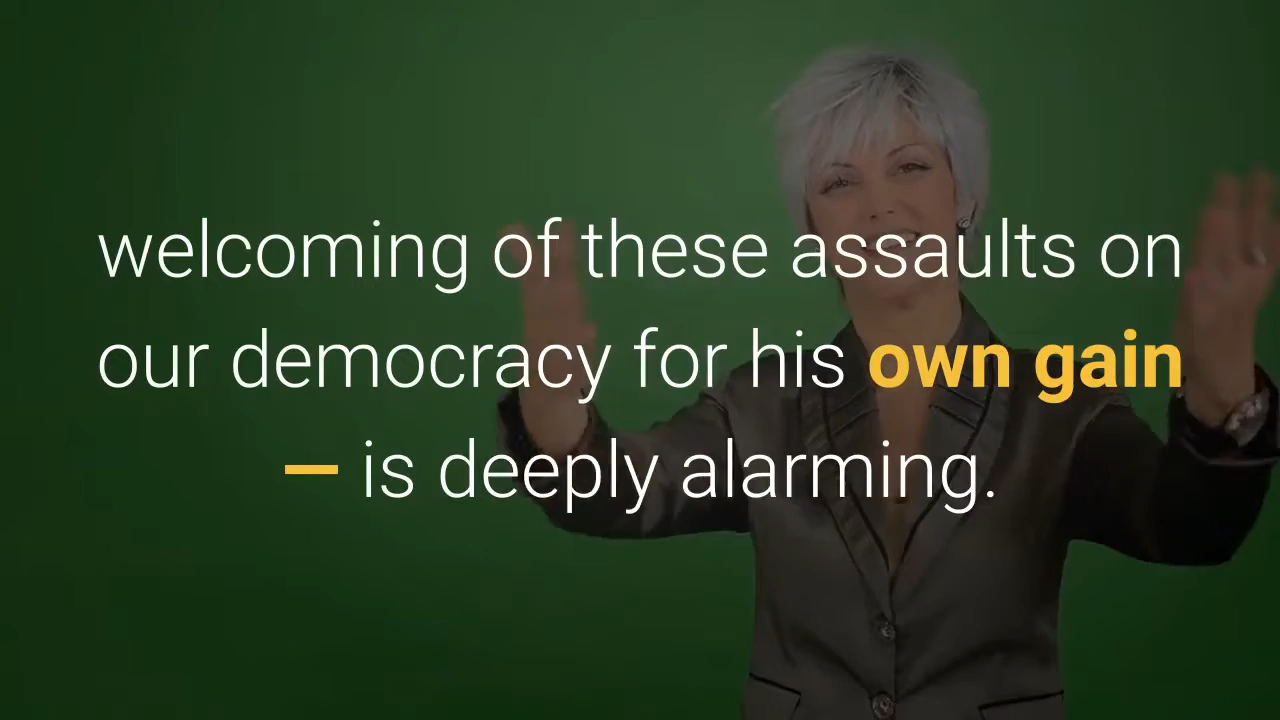 welcoming of these assaults on
our democracy for his own gain
— is deeply alarming.